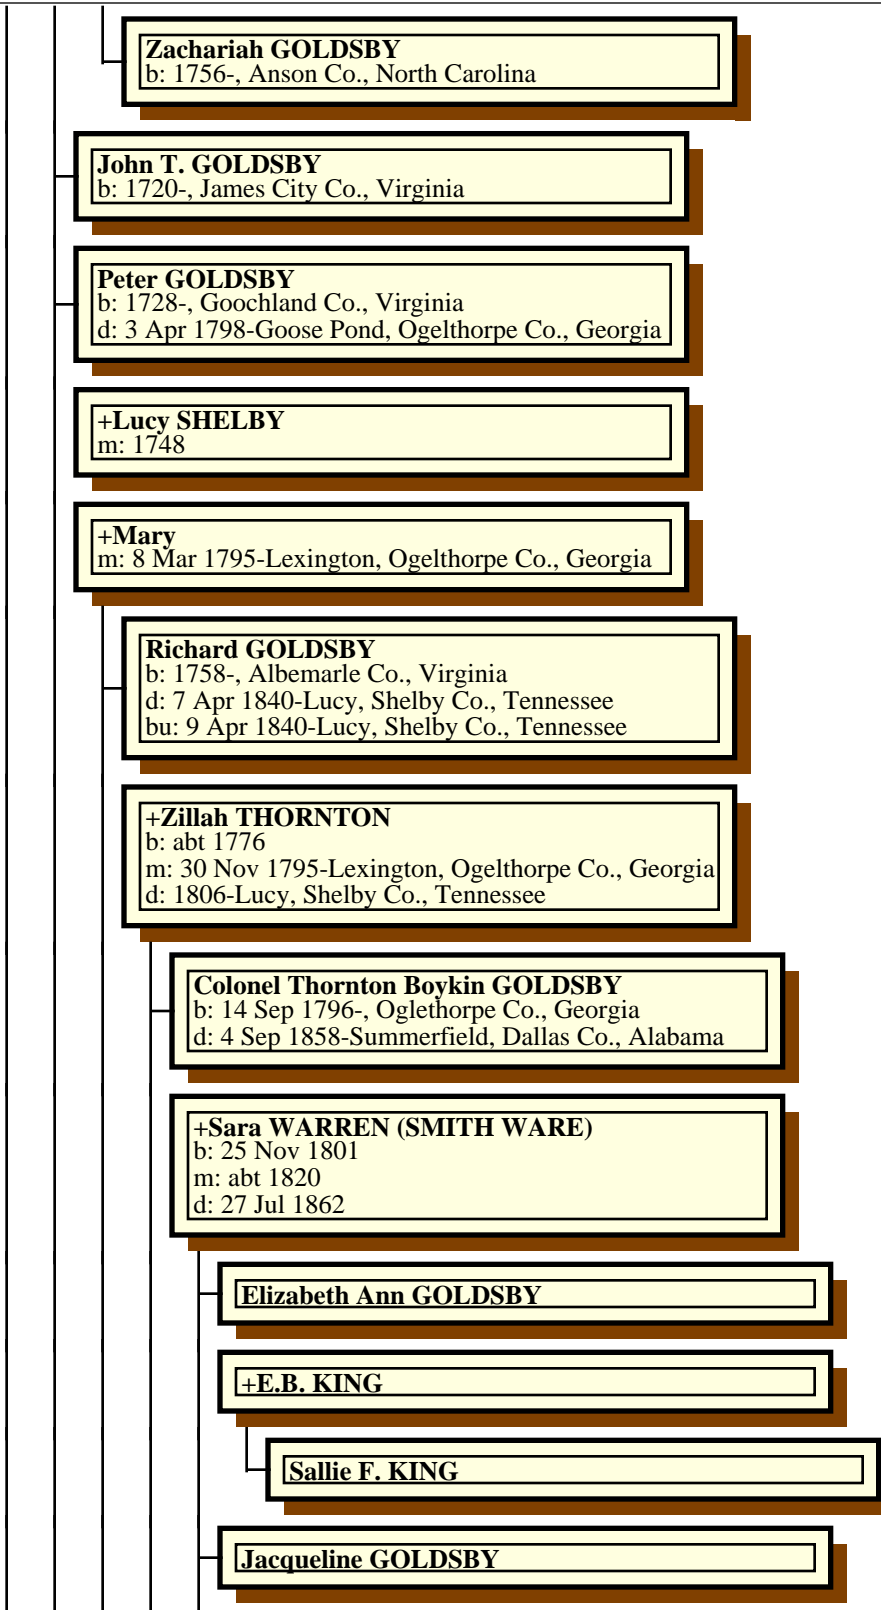 Zachariah GOLDSBY
b: 1756-, Anson Co., North Carolina
John T. GOLDSBY
b: 1720-, James City Co., Virginia
Peter GOLDSBY
b: 1728-, Goochland Co., Virginia
d: 3 Apr 1798-Goose Pond, Ogelthorpe Co., Georgia
+Lucy SHELBY
m: 1748
+Mary
m: 8 Mar 1795-Lexington, Ogelthorpe Co., Georgia
Richard GOLDSBY
b: 1758-, Albemarle Co., Virginia
d: 7 Apr 1840-Lucy, Shelby Co., Tennessee
bu: 9 Apr 1840-Lucy, Shelby Co., Tennessee
+Zillah THORNTON
b: abt 1776
m: 30 Nov 1795-Lexington, Ogelthorpe Co., Georgia
d: 1806-Lucy, Shelby Co., Tennessee
Colonel Thornton Boykin GOLDSBY
b: 14 Sep 1796-, Oglethorpe Co., Georgia
d: 4 Sep 1858-Summerfield, Dallas Co., Alabama
+Sara WARREN (SMITH WARE)
b: 25 Nov 1801
m: abt 1820
d: 27 Jul 1862
Elizabeth Ann GOLDSBY
+E.B. KING
Sallie F. KING
Jacqueline GOLDSBY